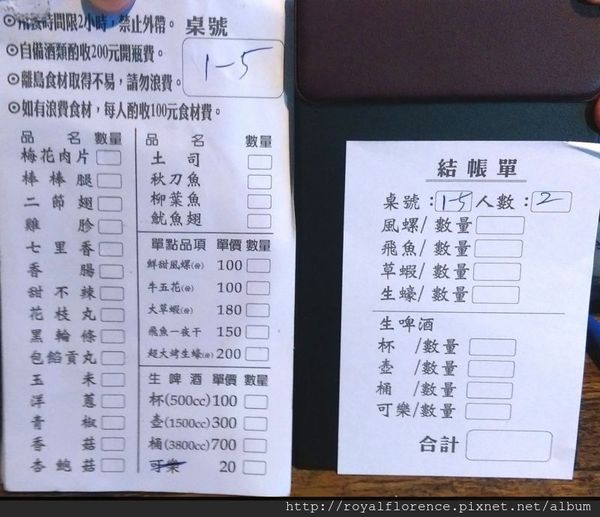 用餐時間限2小時，禁止外帶。 桌號
1-5
⊙自備酒類酌收200元開瓶費。
⊙離島食材取得不易，請勿浪費。
⊙如有浪費食材，每人酌收100元食材費。
品名 數量
梅花肉片
棒棒腿
二節翅
雞胗
七里香
香腸
甜不辣
花枝丸
黑輪條
包餡貢丸
玉米
洋蔥
青椒
香菇
杏鮑菇
品名 數量
土司
秋刀魚
柳葉魚
魷魚翅
單點品項 單價 數量
鮮甜風螺(份) 100
牛五花(份) 100
大草蝦(份) 180
飛魚一夜干 150
超大烤生蠔(份) 200
生啤酒 單價 數量
杯(500cc) 100
壺(1500cc) 300
桶(3800cc) 700
可樂 20
結帳單
桌號：1-5 人數：2
風螺/數量
飛魚/數量
草蝦/數量
生蠔/數量
生啤酒
杯 /數量
壺 /數量
桶 /數量
可樂/數量
合計
http://royalflorence.pixnet.net/album